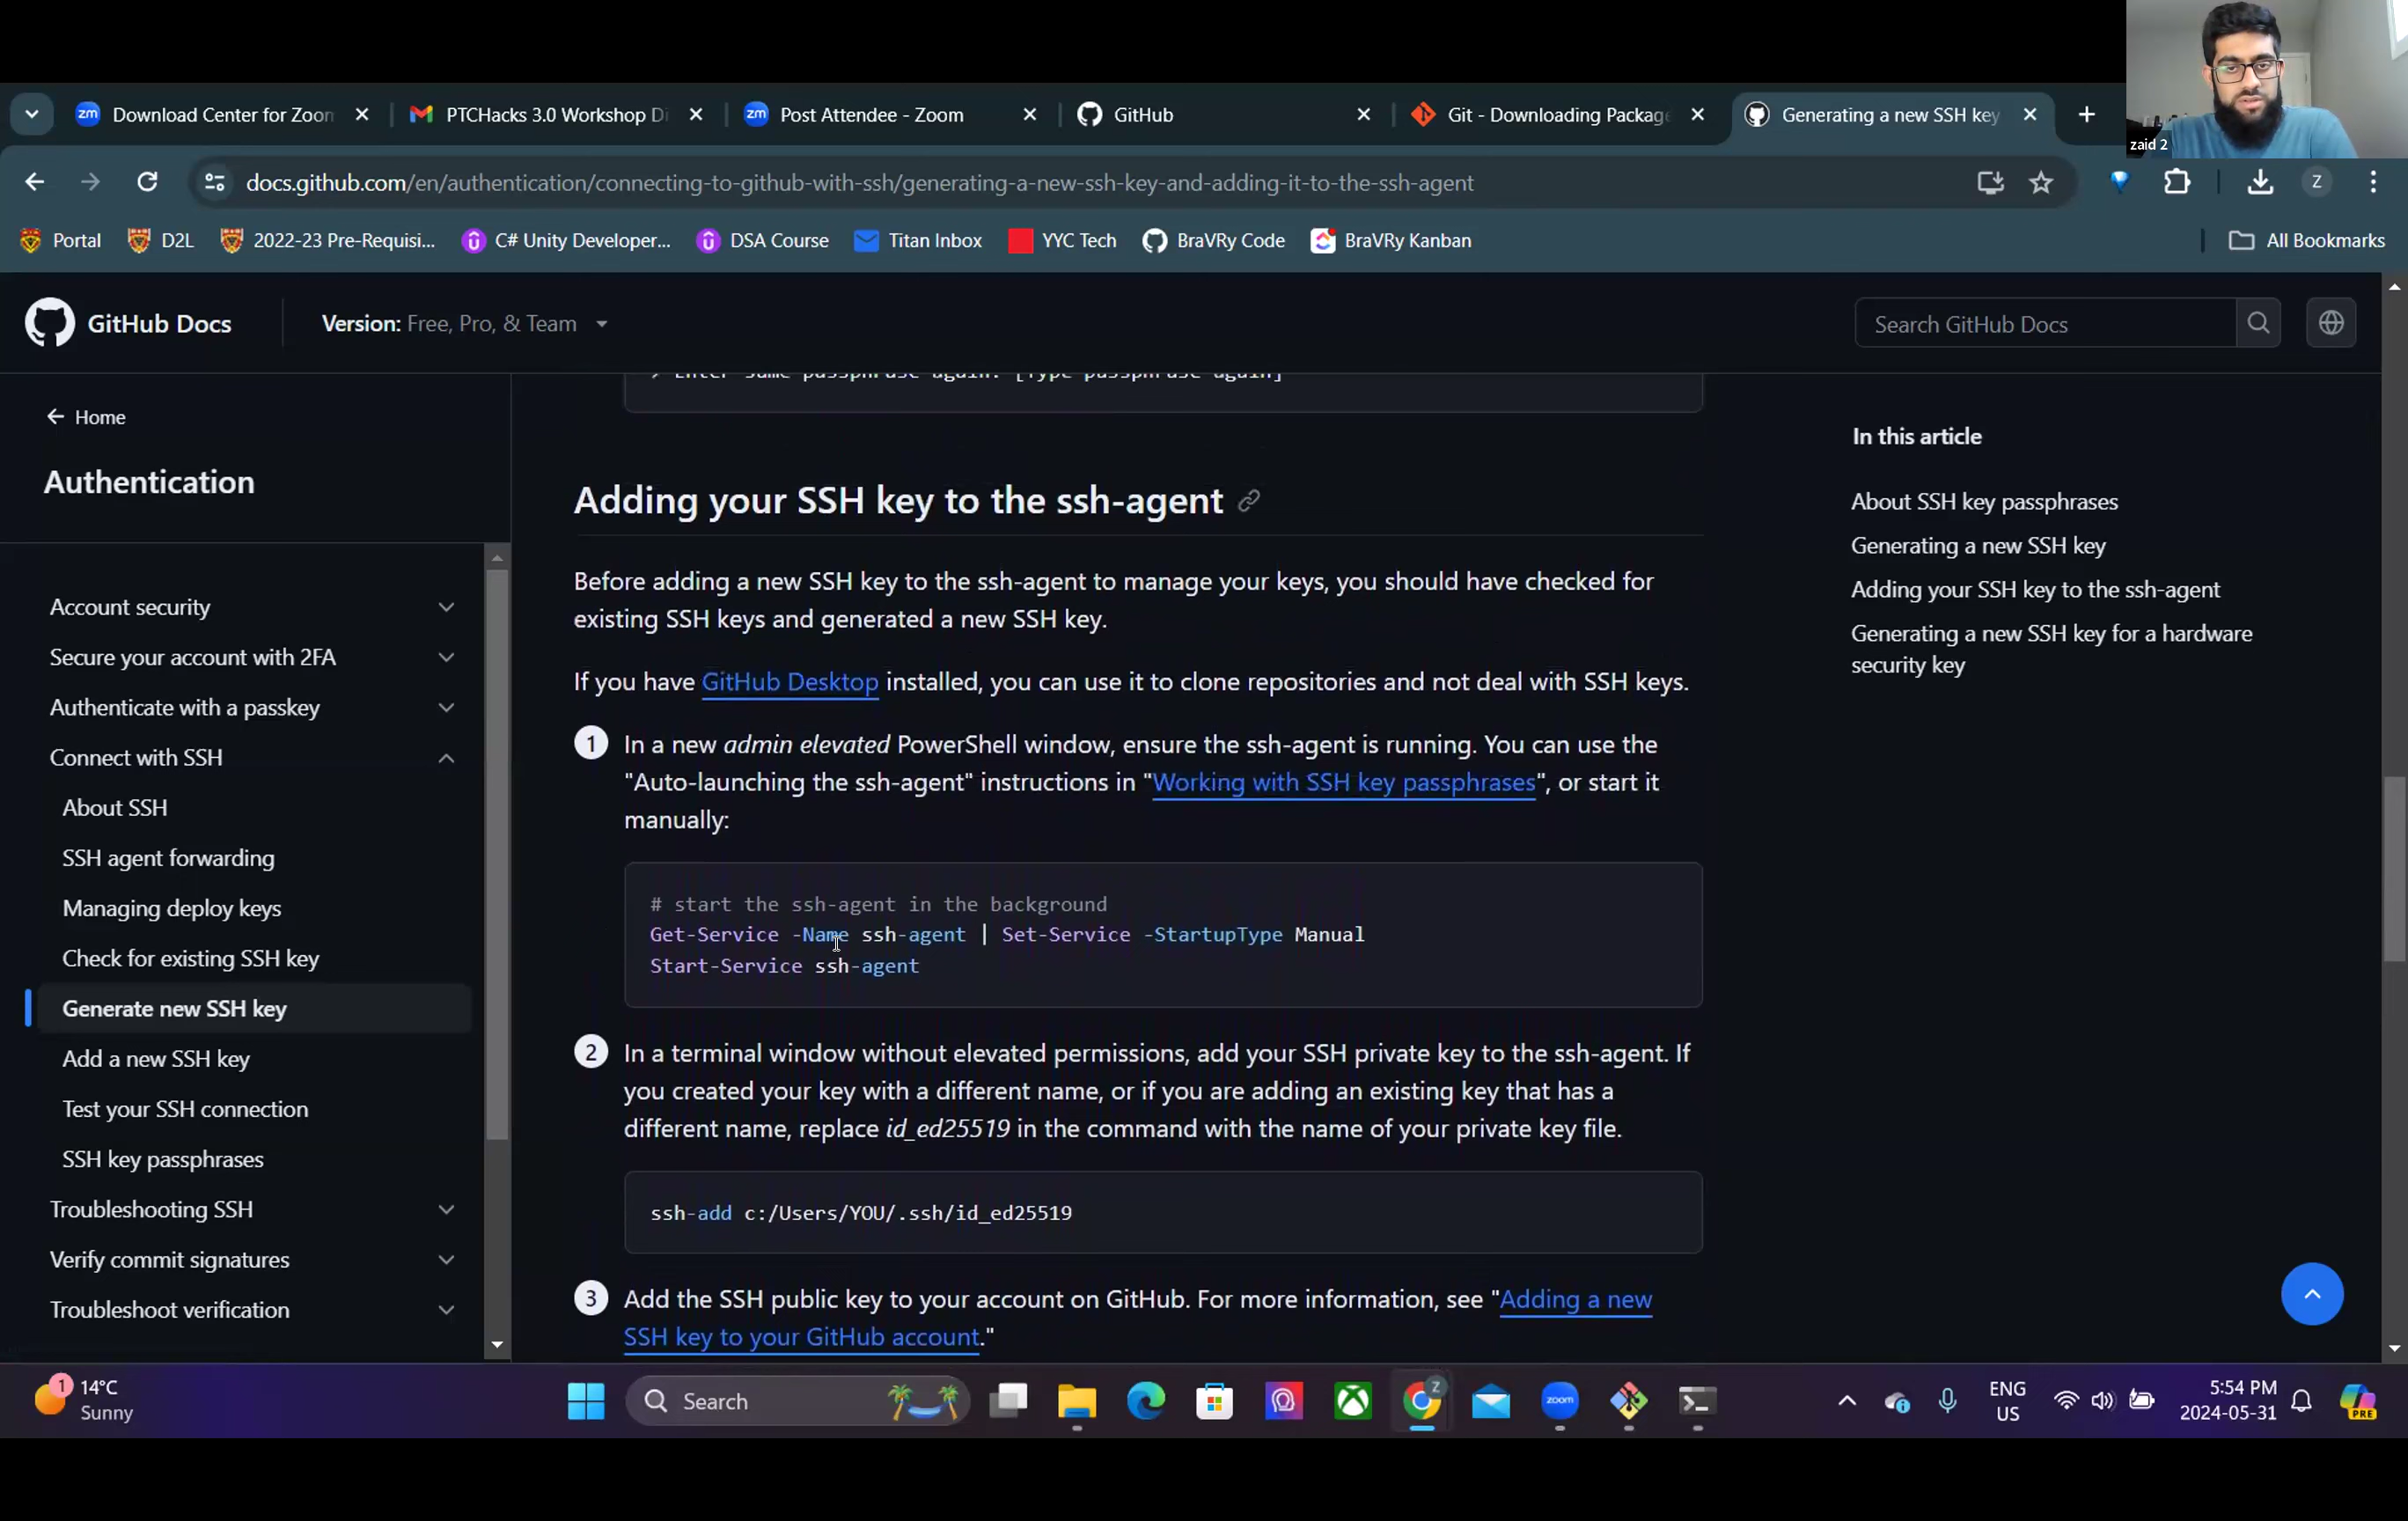 zaid 2
Download Center for Zoom
PTCHacks 3.0 Workshop Di
Post Attendee - Zoom
GitHub
Git - Downloading Package
Generating a new SSH key
docs.github.com/en/authentication/connecting-to-github-with-ssh/generating-a-new-ssh-key-and-adding-it-to-the-ssh-agent
Z
Portal
D2L
2022-23 Pre-Requisi...
C# Unity Developer...
DSA Course
Titan Inbox
YYC Tech
BraVRy Code
BraVRy Kanban
All Bookmarks
GitHub Docs
Version: Free, Pro, & Team
Search GitHub Docs
Home
Authentication
Account security
Secure your account with 2FA
Authenticate with a passkey
Connect with SSH
About SSH
SSH agent forwarding
Managing deploy keys
Check for existing SSH key
Generate new SSH key
Add a new SSH key
Test your SSH connection
SSH key passphrases
Troubleshooting SSH
Verify commit signatures
Troubleshoot verification
> Enter same passphrase again: [Type passphrase again]
Adding your SSH key to the ssh-agent
Before adding a new SSH key to the ssh-agent to manage your keys, you should have checked for
existing SSH keys and generated a new SSH key.
If you have GitHub Desktop installed, you can use it to clone repositories and not deal with SSH keys.
1 In a new admin elevated PowerShell window, ensure the ssh-agent is running. You can use the
"Auto-launching the ssh-agent" instructions in "Working with SSH key passphrases", or start it
manually:
# start the ssh-agent in the background
Get-Service -Name ssh-agent | Set-Service -StartupType Manual
Start-Service ssh-agent
2 In a terminal window without elevated permissions, add your SSH private key to the ssh-agent. If
you created your key with a different name, or if you are adding an existing key that has a
different name, replace id_ed25519 in the command with the name of your private key file.
ssh-add c:/Users/YOU/.ssh/id_ed25519
3 Add the SSH public key to your account on GitHub. For more information, see "Adding a new
SSH key to your GitHub account."
In this article
About SSH key passphrases
Generating a new SSH key
Adding your SSH key to the ssh-agent
Generating a new SSH key for a hardware
security key
1
14°C
Sunny
Search
Z
zoom
ENG
US
5:54 PM
2024-05-31
PRE